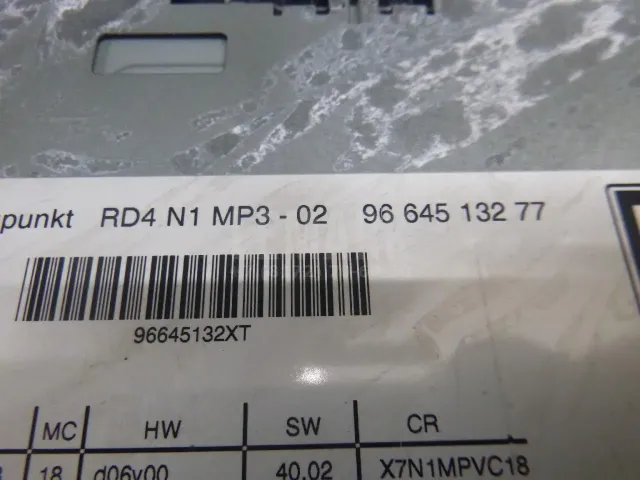 punkt RD4 N1 MP3 - 02 96 645 132 77
96645132XT
MC HW SW CR
18 d06v00 40.02 X7N1MPVC18